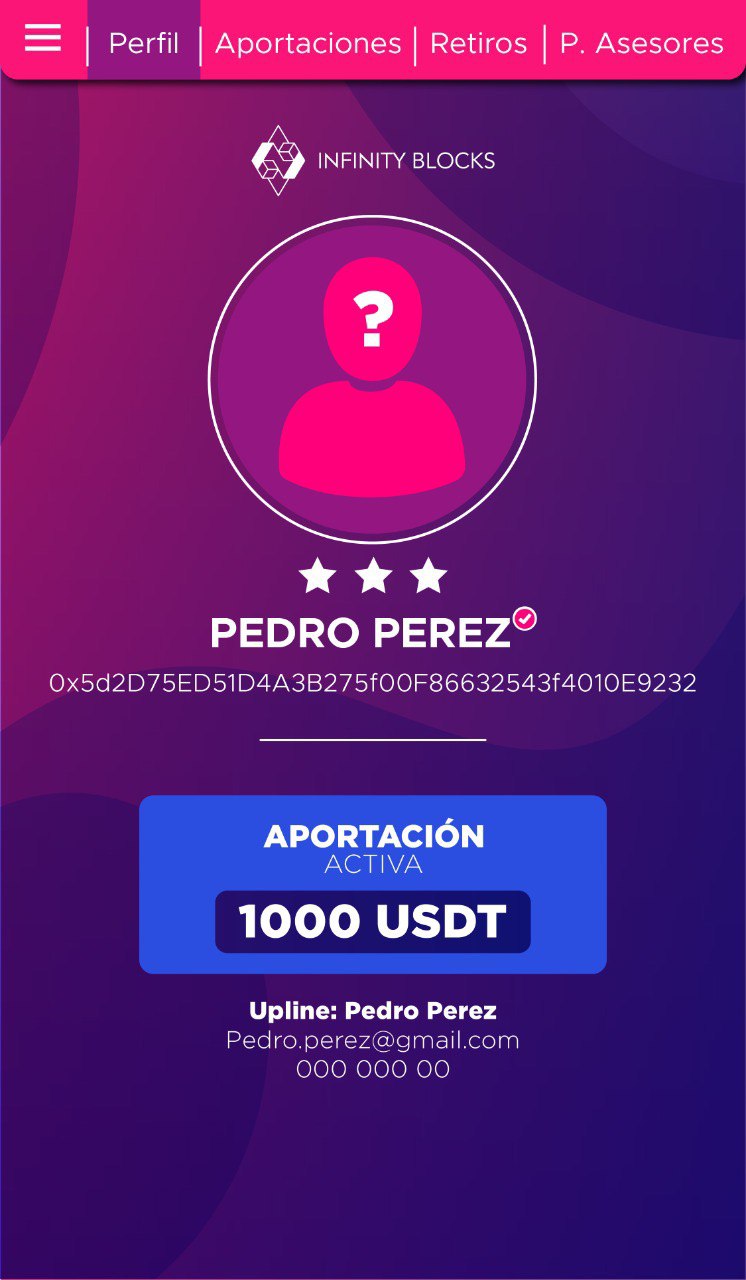 Perfil | Aportaciones | Retiros | P. Asesores
INFINITY BLOCKS
?
PEDRO PEREZ
0x5d2D75ED51D4A3B275f00F86632543f4010E9232
APORTACIÓN
ACTIVA
1000 USDT
Upline: Pedro Perez
Pedro.perez@gmail.com
000 000 00